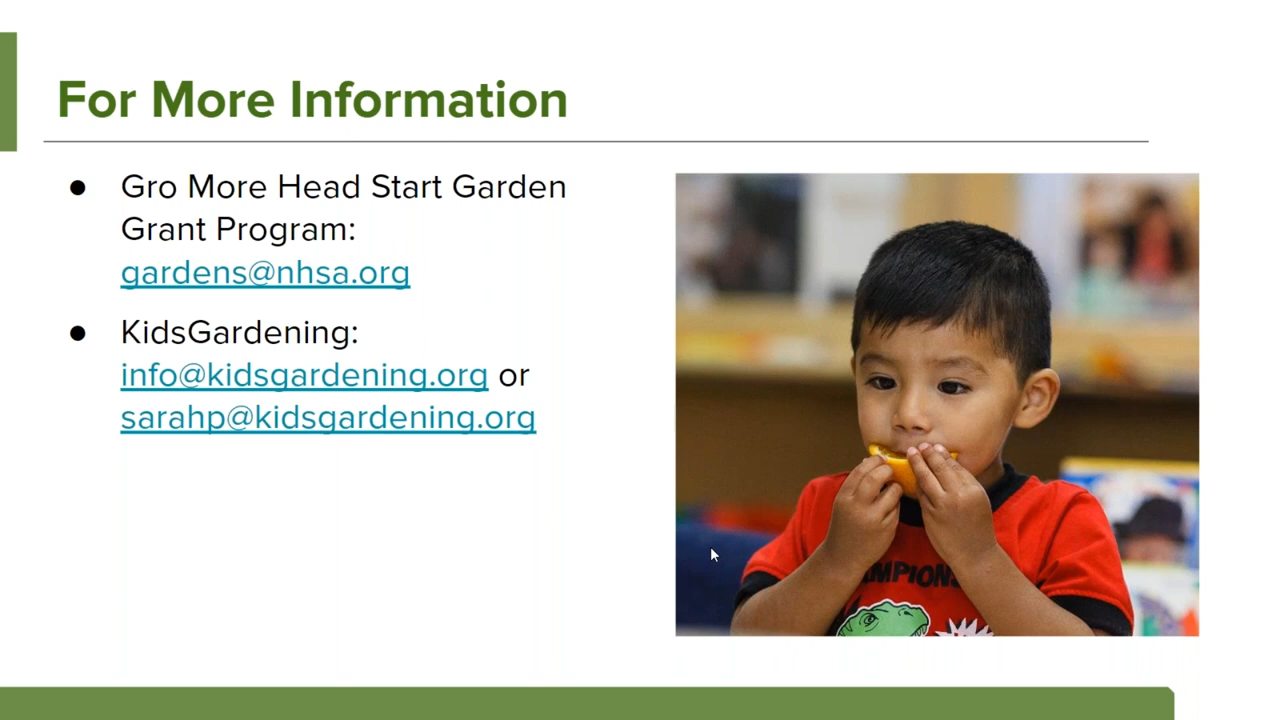 For More Information
● Gro More Head Start Garden
Grant Program:
gardens@nhsa.org
● KidsGardening:
info@kidsgardening.org or
sarahp@kidsgardening.org